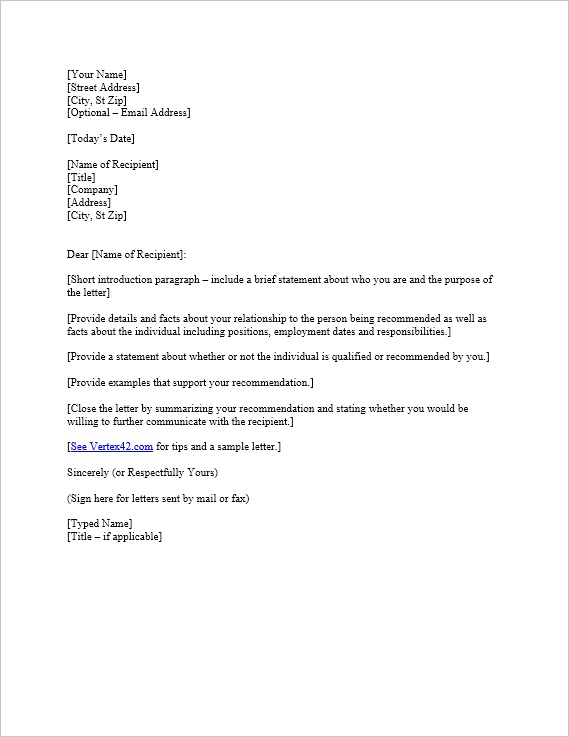 [Your Name]
[Street Address]
[City, St Zip]
[Optional – Email Address]
[Today’s Date]
[Name of Recipient]
[Title]
[Company]
[Address]
[City, St Zip]
Dear [Name of Recipient]:
[Short introduction paragraph – include a brief statement about who you are and the purpose of
the letter]
[Provide details and facts about your relationship to the person being recommended as well as
facts about the individual including positions, employment dates and responsibilities.]
[Provide a statement about whether or not the individual is qualified or recommended by you.]
[Provide examples that support your recommendation.]
[Close the letter by summarizing your recommendation and stating whether you would be
willing to further communicate with the recipient.]
[See Vertex42.com for tips and a sample letter.]
Sincerely (or Respectfully Yours)
(Sign here for letters sent by mail or fax)
[Typed Name]
[Title – if applicable]